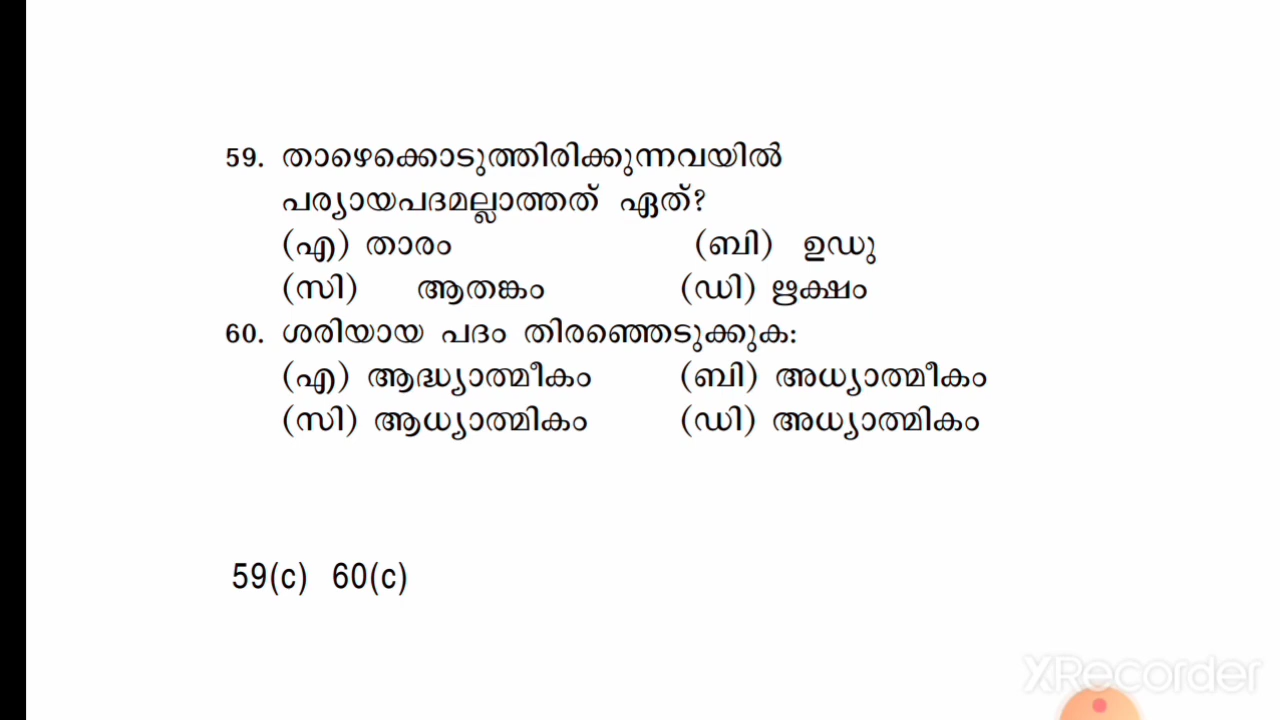 59. താഴെക്കൊടുത്തിരിക്കുന്നവയിൽ
പര്യായപദമല്ലാത്തത് ഏത്?
(എ) താരം (ബി) ഉഡു
(സി) ആതങ്കം (ഡി) ഋക്ഷം
60. ശരിയായ പദം തിരഞ്ഞെടുക്കുക:
(എ) ആദ്ധ്യാത്മീകം (ബി) അധ്യാത്മീകം
(സി) ആധ്യാത്മികം (ഡി) അധ്യാത്മികം
59(c) 60(c)
XRecorder